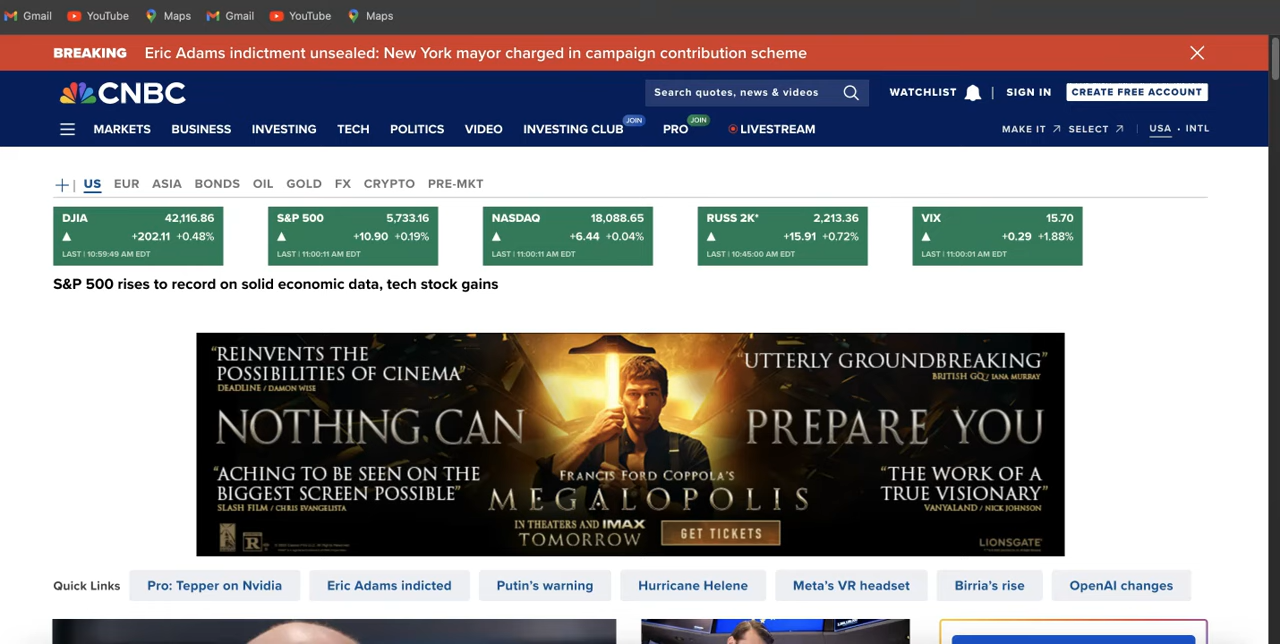 Gmail YouTube Maps Gmail YouTube Maps
BREAKING Eric Adams indictment unsealed: New York mayor charged in campaign contribution scheme
CNBC Search quotes, news & videos WATCHLIST | SIGN IN CREATE FREE ACCOUNT
MARKETS BUSINESS INVESTING TECH POLITICS VIDEO INVESTING CLUB JOIN PRO JOIN LIVESTREAM MAKE IT SELECT | USA · INTL
US EUR ASIA BONDS OIL GOLD FX CRYPTO PRE-MKT
DJIA 42,116.86
+202.11 +0.48%
LAST | 10:59:49 AM EDT
S&P 500 5,733.16
+10.90 +0.19%
LAST | 11:00:11 AM EDT
NASDAQ 18,088.65
+6.44 +0.04%
LAST | 11:00:11 AM EDT
RUSS 2K* 2,213.36
+15.91 +0.72%
LAST | 10:45:00 AM EDT
VIX 15.70
+0.29 +1.88%
LAST | 11:00:01 AM EDT
S&P 500 rises to record on solid economic data, tech stock gains
“REINVENTS THE
POSSIBILITIES OF CINEMA”
DEADLINE / DAMON WISE
“UTTERLY GROUNDBREAKING”
BRITISH GQ / IANA MURRAY
NOTHING CAN PREPARE YOU
“ACHING TO BE SEEN ON THE
BIGGEST SCREEN POSSIBLE”
SLASH FILM / CHRIS EVANGELISTA
FRANCIS FORD COPPOLA’S
MEGALOPOLIS
IN THEATERS AND IMAX
TOMORROW
GET TICKETS
“THE WORK OF A
TRUE VISIONARY”
VANYALAND / NICK JOHNSON
R
LIONSGATE
Quick Links Pro: Tepper on Nvidia Eric Adams indicted Putin’s warning Hurricane Helene Meta’s VR headset Birria’s rise OpenAI changes